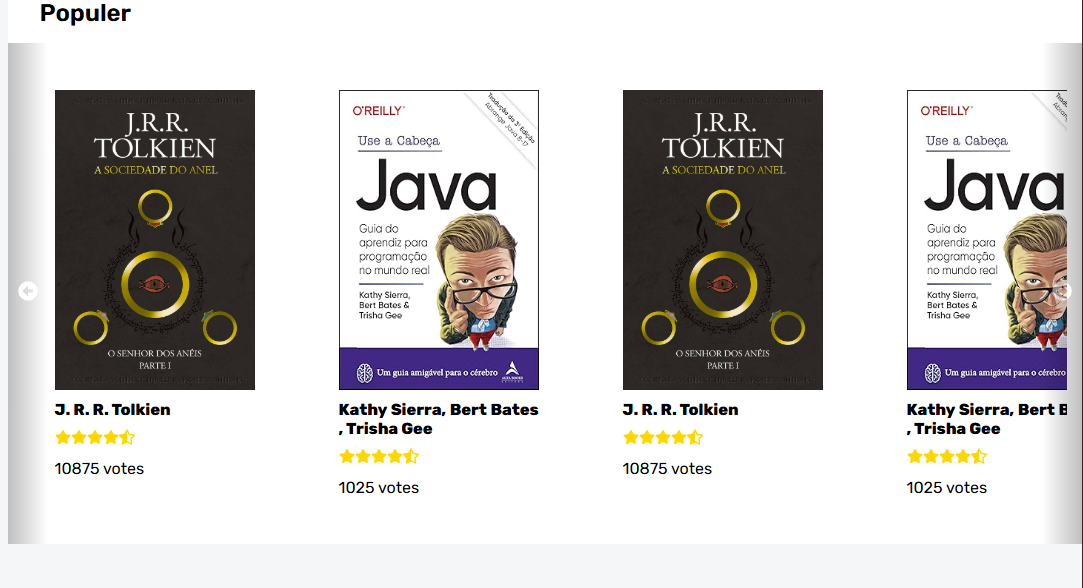 Populer
J.R.R.
TOLKIEN
A SOCIEDADE DO ANEL
O SENHOR DOS ANÉIS
PARTE I
J. R. R. Tolkien
10875 votes
O'REILLY
Tradução da 3ª Edição
Abrange Java 8-17
Use a Cabeça
Java
Guia do
aprendiz para
programação
no mundo real
Kathy Sierra,
Bert Bates &
Trisha Gee
Um guia amigável para o cérebro
ALTA BOOKS
EDITORA
Kathy Sierra, Bert Bates
, Trisha Gee
1025 votes
J.R.R.
TOLKIEN
A SOCIEDADE DO ANEL
O SENHOR DOS ANÉIS
PARTE I
J. R. R. Tolkien
10875 votes
O'REILLY
Use a Cabeça
Java
Guia do
aprendiz para
programação
no mundo real
Kathy Sierra,
Bert Bates &
Trisha Gee
Um guia amigável para o cérebro
Kathy Sierra, Bert B
, Trisha Gee
1025 votes